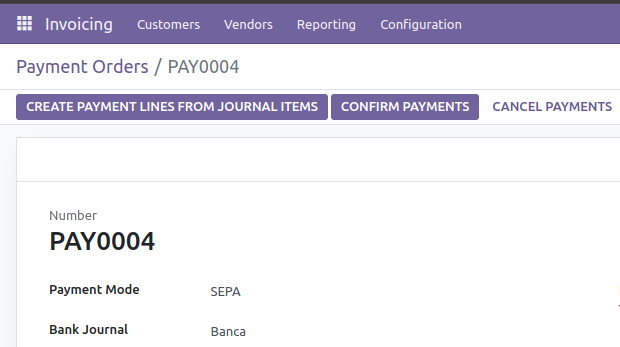 Invoicing Customers Vendors Reporting Configuration
Payment Orders / PAY0004
CREATE PAYMENT LINES FROM JOURNAL ITEMS CONFIRM PAYMENTS CANCEL PAYMENTS
Number
PAY0004
Payment Mode SEPA
Bank Journal Banca